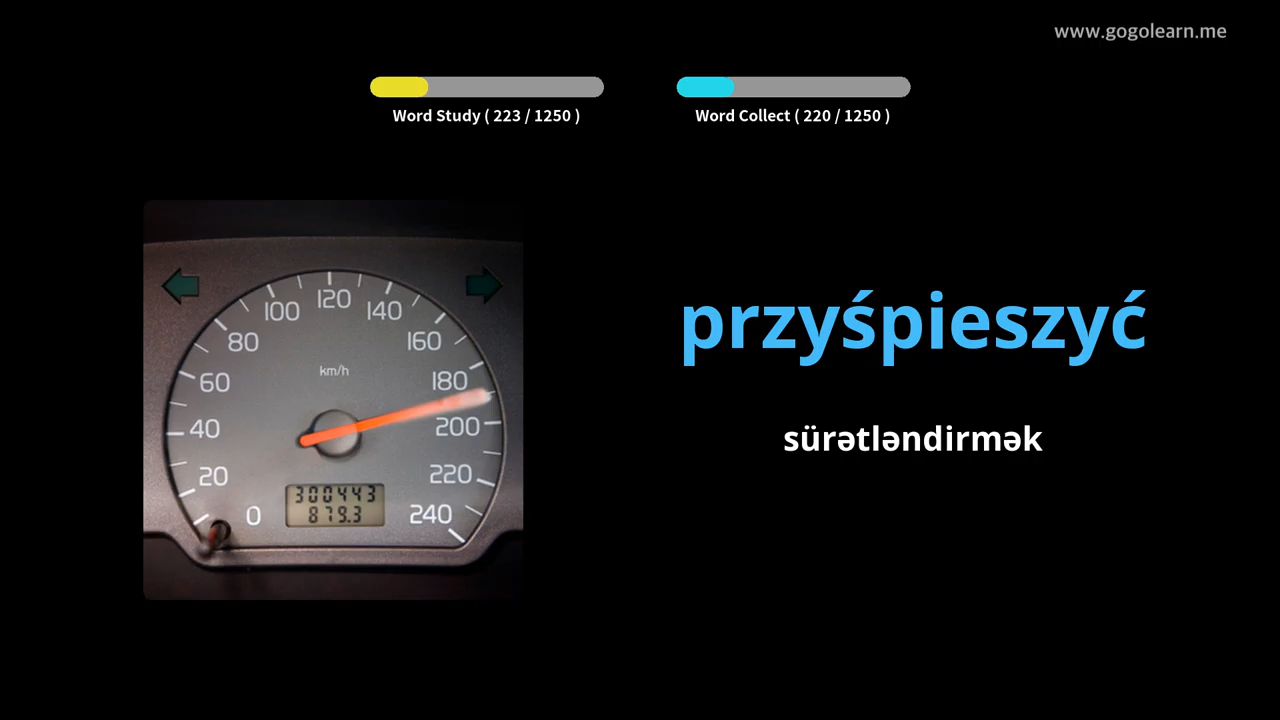 www.gogolearn.me
Word Study ( 223 / 1250 )
Word Collect ( 220 / 1250 )
120
100
140
80
160
km/h
60
180
przyśpieszyć
40
200
sürətləndirmək
20
220
300443
0
879.3
240